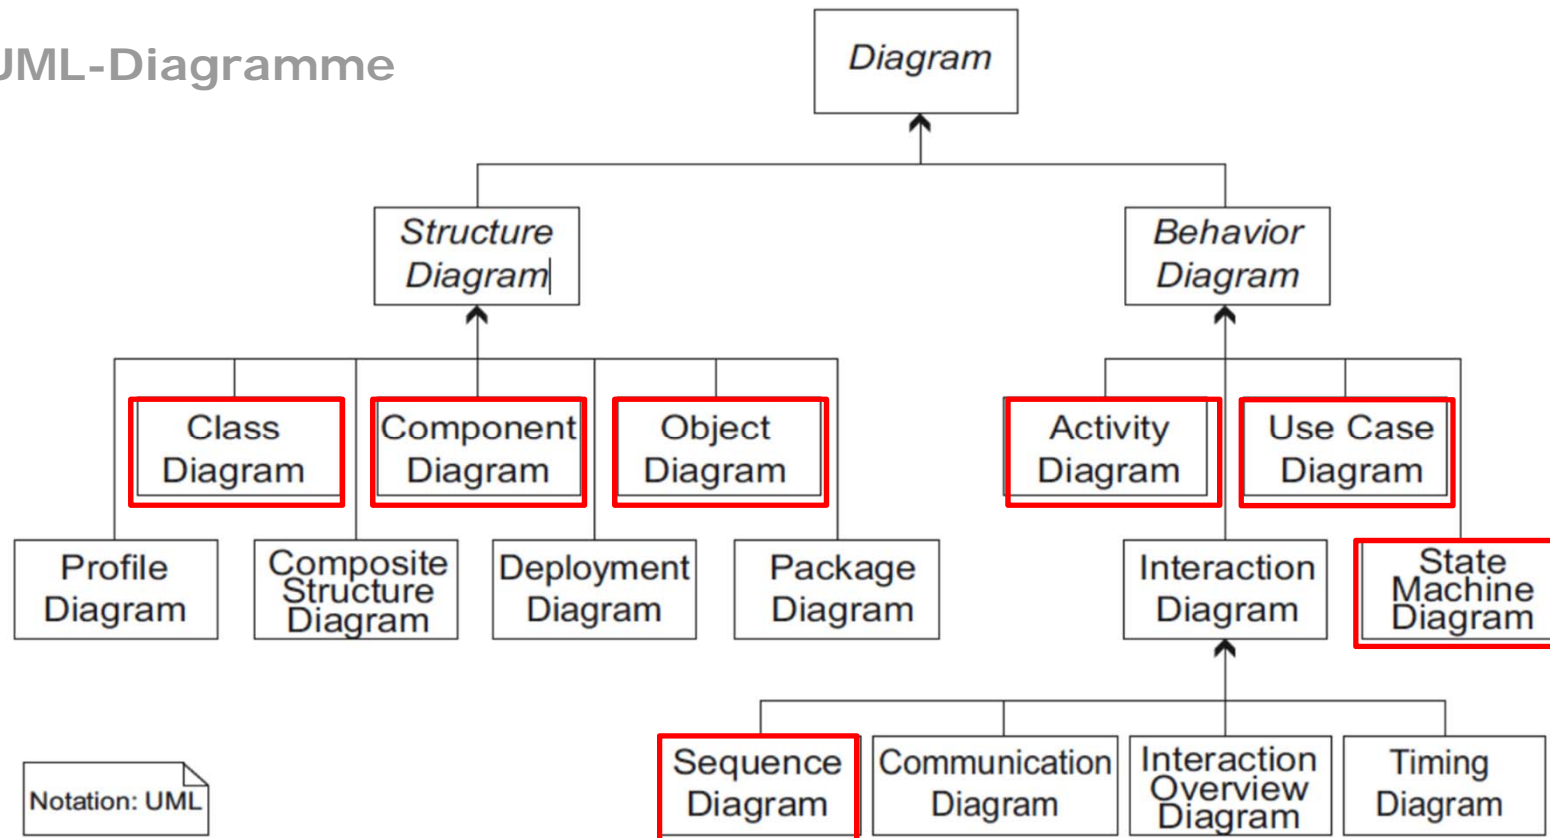 UML-Diagramme
Diagram
Structure
Diagram
Behavior
Diagram
Class
Diagram
Component
Diagram
Object
Diagram
Activity
Diagram
Use Case
Diagram
Profile
Diagram
Composite
Structure
Diagram
Deployment
Diagram
Package
Diagram
Interaction
Diagram
State
Machine
Diagram
Sequence
Diagram
Communication
Diagram
Interaction
Overview
Diagram
Timing
Diagram
Notation: UML